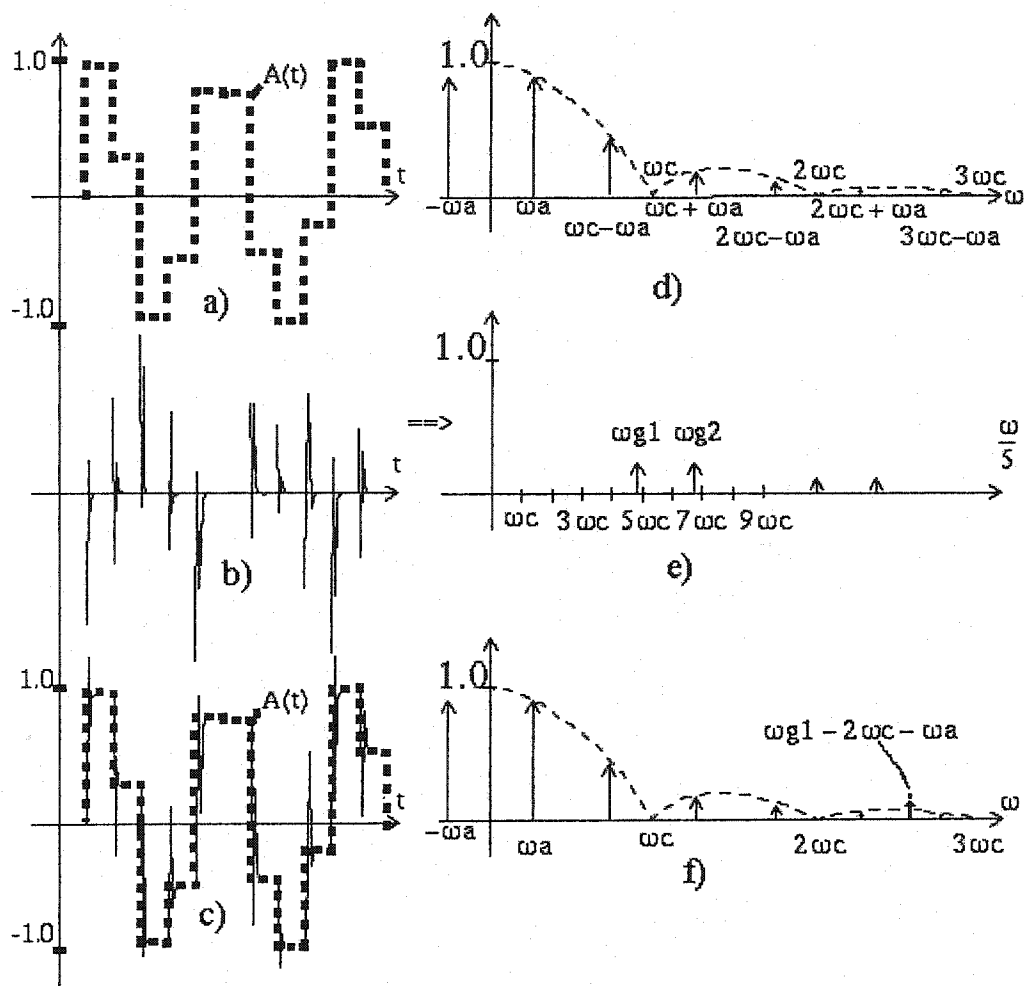 1.0
A(t)
t
-1.0
a)
t
b)
1.0
A(t)
t
-1.0
c)
1.0
ωc
2ωc
3ωc
ω
-ωa
ωa
ωc-ωa
ωc+ωa
2ωc-ωa
2ωc+ωa
3ωc-ωa
d)
==>
1.0
ωg1 ωg2
ω
5
ωc 3ωc 5ωc 7ωc 9ωc
e)
1.0
ωg1-2ωc-ωa
ω
-ωa
ωa
ωc
2ωc
3ωc
f)